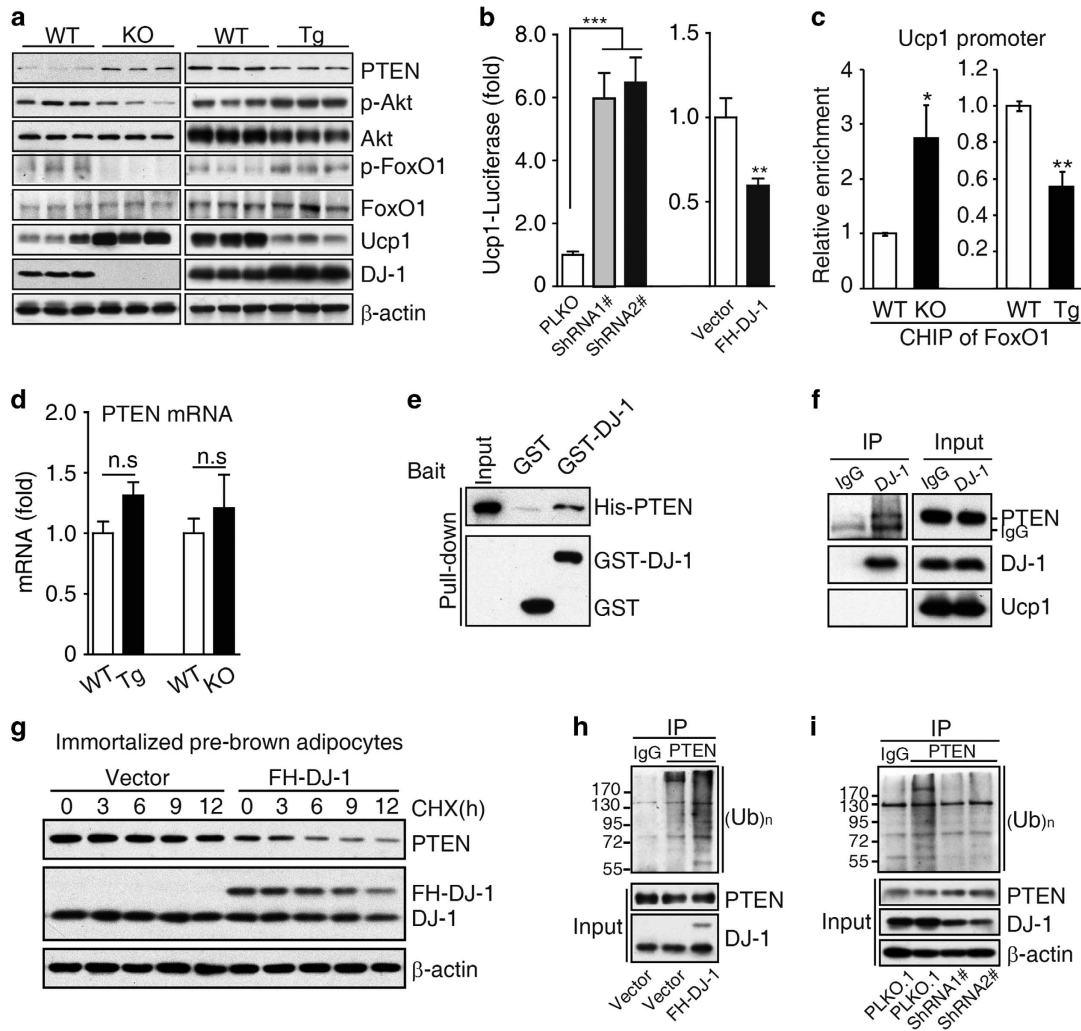 a
WT KO WT Tg
PTEN
p-Akt
Akt
p-FoxO1
FoxO1
Ucp1
DJ-1
β-actin
b
Ucp1-Luciferase (fold)
8.0
6.0
4.0
2.0
0
***
PLKO
ShRNA1#
ShRNA2#
1.5
1.0
0.5
**
Vector
FH-DJ-1
c
Ucp1 promoter
Relative enrichment
4
3
2
1
0
*
WT KO
1.2
1.0
0.8
0.6
0.4
0.2
**
WT Tg
CHIP of FoxO1
d
PTEN mRNA
mRNA (fold)
2.0
1.5
1.0
1.5
0
n.s n.s
WT Tg WT KO
e
Bait Input GST GST-DJ-1
Pull-down
His-PTEN
GST-DJ-1
GST
f
IP Input
IgG DJ-1 IgG DJ-1
PTEN
IgG
DJ-1
Ucp1
g
Immortalized pre-brown adipocytes
Vector FH-DJ-1
0 3 6 9 12 0 3 6 9 12 CHX(h)
PTEN
FH-DJ-1
DJ-1
β-actin
h
IP
IgG PTEN
170
130
95
72
55
(Ub)n
Input
PTEN
DJ-1
Vector
Vector
FH-DJ-1
i
IP
IgG PTEN
170
130
95
72
55
(Ub)n
Input
PTEN
DJ-1
β-actin
PLKO.1
PLKO.1
ShRNA1#
ShRNA2#